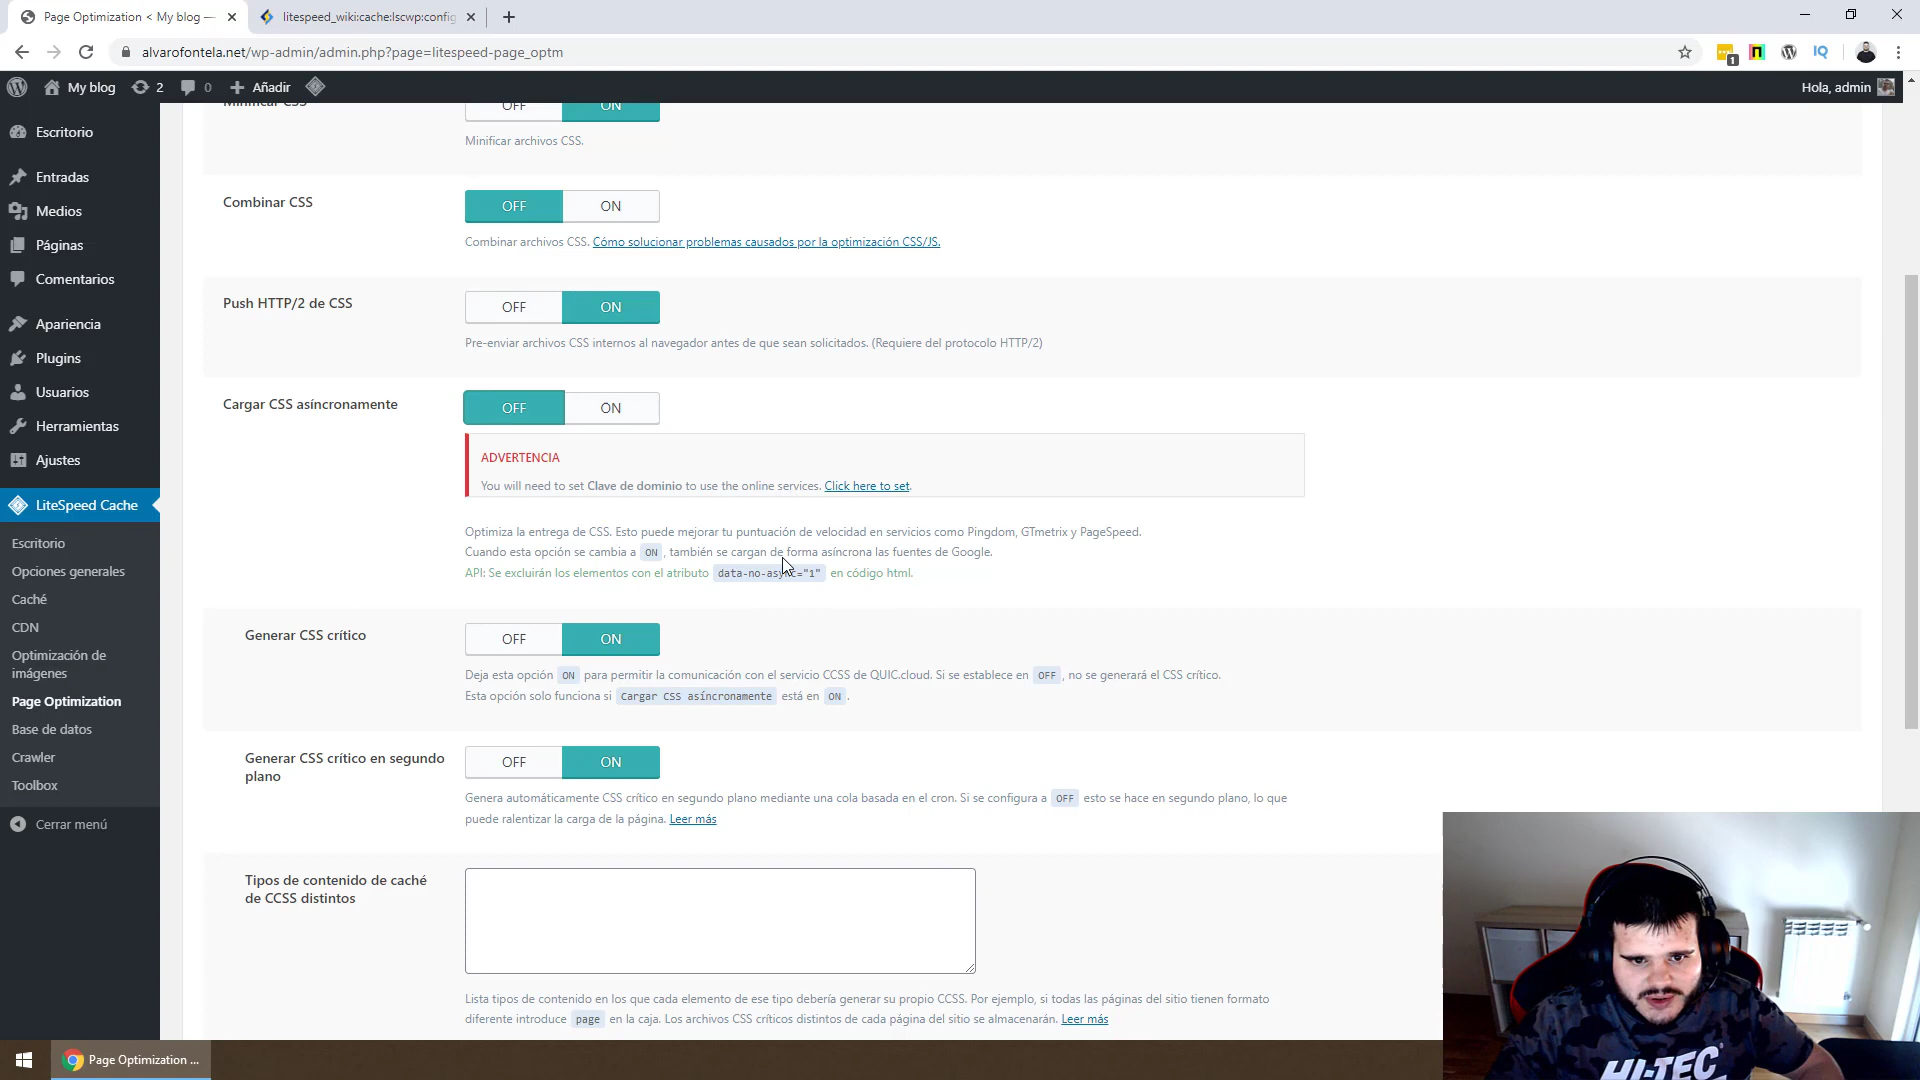 Page Optimization < My blog —
litespeed_wiki:cache:lscwp:config
alvarofontela.net/wp-admin/admin.php?page=litespeed-page_optm
1
IQ
My blog
2
0
Añadir
Hola, admin
Escritorio
Entradas
Medios
Páginas
Comentarios
Apariencia
Plugins
Usuarios
Herramientas
Ajustes
LiteSpeed Cache
Escritorio
Opciones generales
Caché
CDN
Optimización de
imágenes
Page Optimization
Base de datos
Crawler
Toolbox
Cerrar menú
Minificar CSS
OFF ON
Minificar archivos CSS.
Combinar CSS
OFF ON
Combinar archivos CSS. Cómo solucionar problemas causados por la optimización CSS/JS.
Push HTTP/2 de CSS
OFF ON
Pre-enviar archivos CSS internos al navegador antes de que sean solicitados. (Requiere del protocolo HTTP/2)
Cargar CSS asíncronamente
OFF ON
ADVERTENCIA
You will need to set Clave de dominio to use the online services. Click here to set.
Optimiza la entrega de CSS. Esto puede mejorar tu puntuación de velocidad en servicios como Pingdom, GTmetrix y PageSpeed.
Cuando esta opción se cambia a ON, también se cargan de forma asíncrona las fuentes de Google.
API: Se excluirán los elementos con el atributo data-no-async="1" en código html.
Generar CSS crítico
OFF ON
Deja esta opción ON para permitir la comunicación con el servicio CCSS de QUIC.cloud. Si se establece en OFF, no se generará el CSS crítico.
Esta opción solo funciona si Cargar CSS asíncronamente está en ON.
Generar CSS crítico en segundo
plano
OFF ON
Genera automáticamente CSS crítico en segundo plano mediante una cola basada en el cron. Si se configura a OFF esto se hace en segundo plano, lo que
puede ralentizar la carga de la página. Leer más
Tipos de contenido de caché
de CCSS distintos
Lista tipos de contenido en los que cada elemento de ese tipo debería generar su propio CCSS. Por ejemplo, si todas las páginas del sitio tienen formato
diferente introduce page en la caja. Los archivos CSS críticos distintos de cada página del sitio se almacenarán. Leer más
HI-TEC
Page Optimization ...